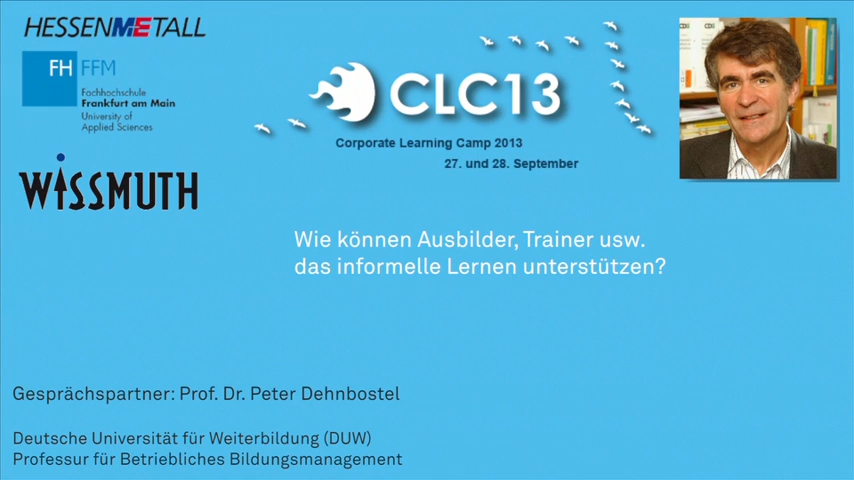 HESSENMETALL
FH FFM
Fachhochschule
Frankfurt am Main
University of
Applied Sciences
WISSMUTH
CLC13
Corporate Learning Camp 2013
27. und 28. September
Wie können Ausbilder, Trainer usw.
das informelle Lernen unterstützen?
Gesprächspartner: Prof. Dr. Peter Dehnbostel
Deutsche Universität für Weiterbildung (DUW)
Professur für Betriebliches Bildungsmanagement